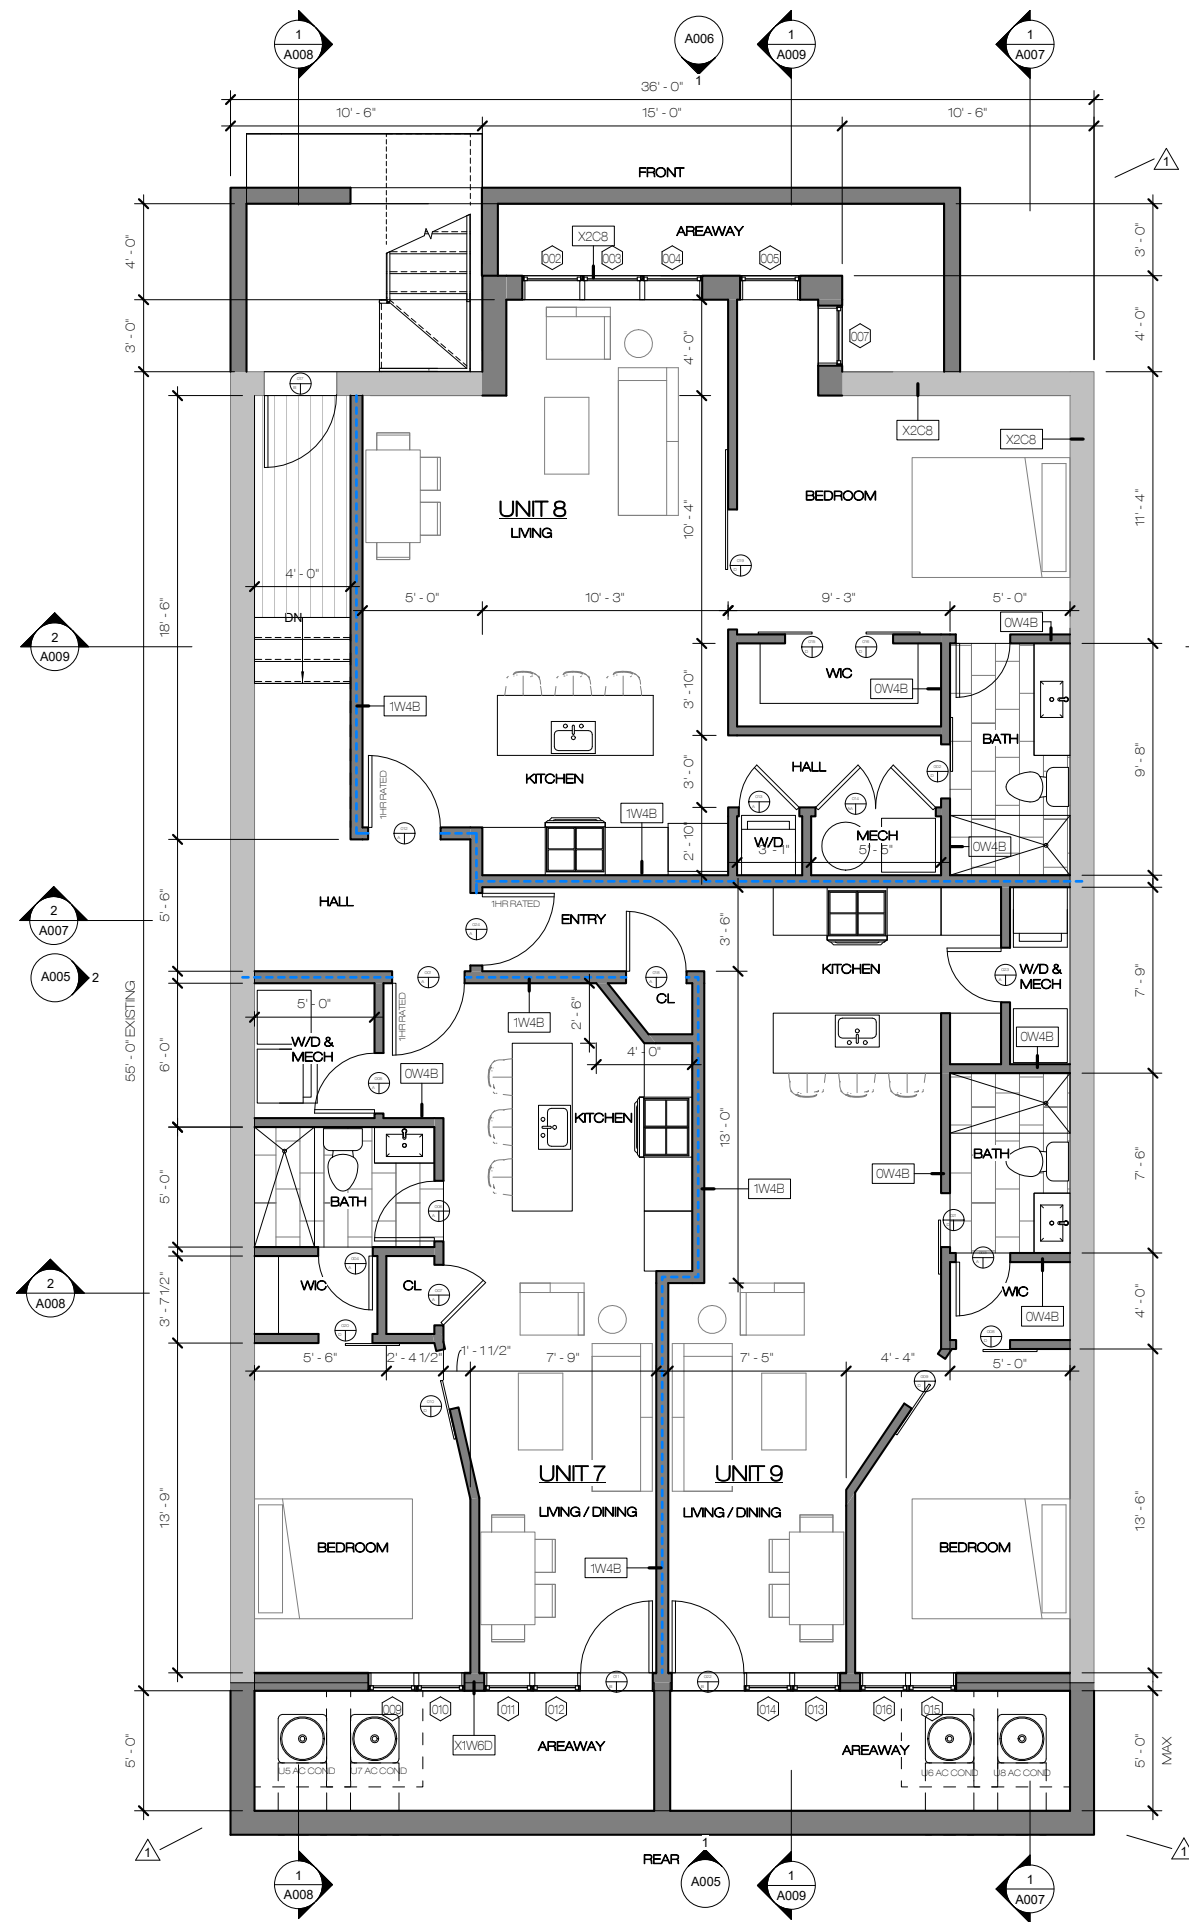 1
A008
A006
1
1
A009
1
A007
36' - 0"
10' - 6"
15' - 0"
10' - 6"
1
FRONT
AREAWAY
X2C8
002
003
004
005
007
4' - 0"
3' - 0"
3' - 0"
4' - 0"
4' - 0"
X2C8
X2C8
UNIT 8
LIVING
BEDROOM
10' - 4"
11' - 4"
18' - 6"
4' - 0"
DN
5' - 0"
10' - 3"
9' - 3"
5' - 0"
0W4B
2
A009
WIC
0W4B
1W4B
3' - 10"
BATH
KITCHEN
HALL
3' - 0"
9' - 8"
1HR RATED
1W4B
W/D
MECH
3' - 1"
5' - 5"
0W4B
2' - 10"
HALL
1HR RATED
ENTRY
5' - 6"
3' - 6"
2
A007
A005
2
KITCHEN
W/D &
MECH
7' - 9"
CL
5' - 0"
1HR RATED
1W4B
2' - 6"
4' - 0"
W/D &
MECH
0W4B
0W4B
55' - 0" EXISTING
6' - 0"
KITCHEN
13' - 0"
BATH
0W4B
1W4B
7' - 6"
BATH
5' - 0"
2
A008
WIC
CL
WIC
0W4B
3' - 7 1/2"
4' - 0"
5' - 6"
2' - 4 1/2"
1' - 1 1/2"
7' - 9"
7' - 5"
4' - 4"
5' - 0"
UNIT 7
UNIT 9
LIVING / DINING
LIVING / DINING
13' - 9"
13' - 6"
BEDROOM
BEDROOM
1W4B
009
010
011
012
014
013
016
015
X1W6D
AREAWAY
AREAWAY
U5 AC COND
U7 AC COND
U6 AC COND
U8 AC COND
5' - 0"
5' - 0"
MAX
1
1
REAR
1
A005
1
A008
1
A009
1
A007